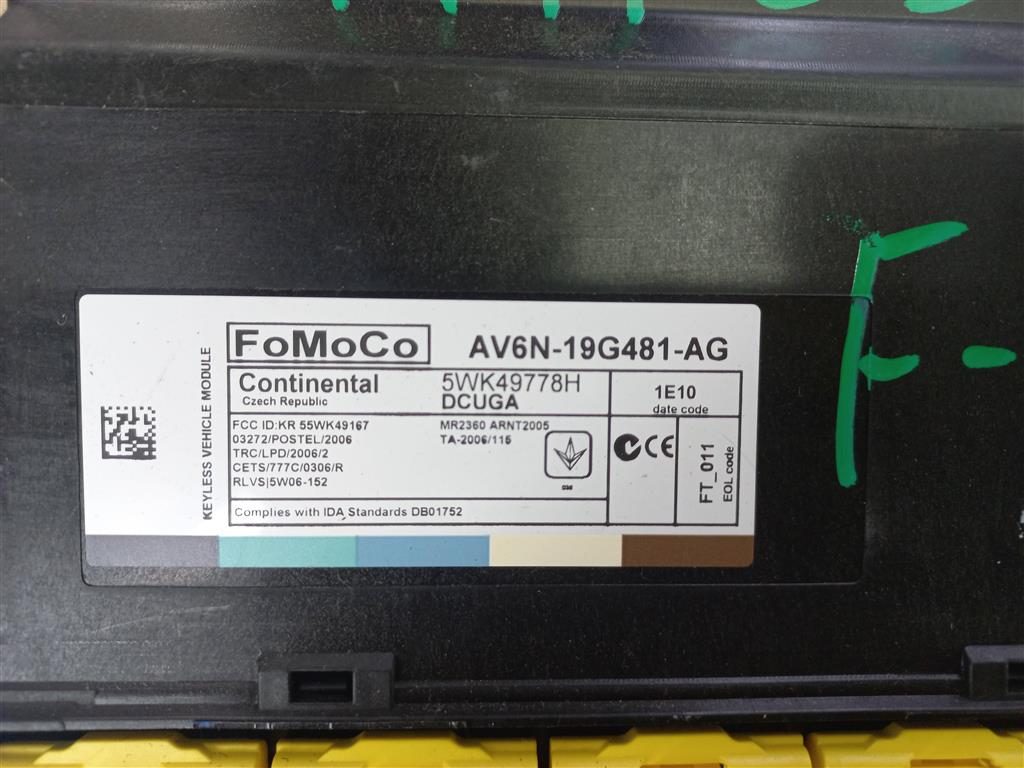 FoMoCo
AV6N-19G481-AG
Continental
Czech Republic
5WK49778H
DCUGA
1E10
date code
KEYLESS VEHICLE MODULE
FCC ID:KR 55WK49167
03272/POSTEL/2006
TRC/LPD/2006/2
CETS/777C/0306/R
RLVS|5W06-152
MR2360 ARNT2005
TA-2006/115
CE
FT_011
EOL code
Complies with IDA Standards DB01752
F-